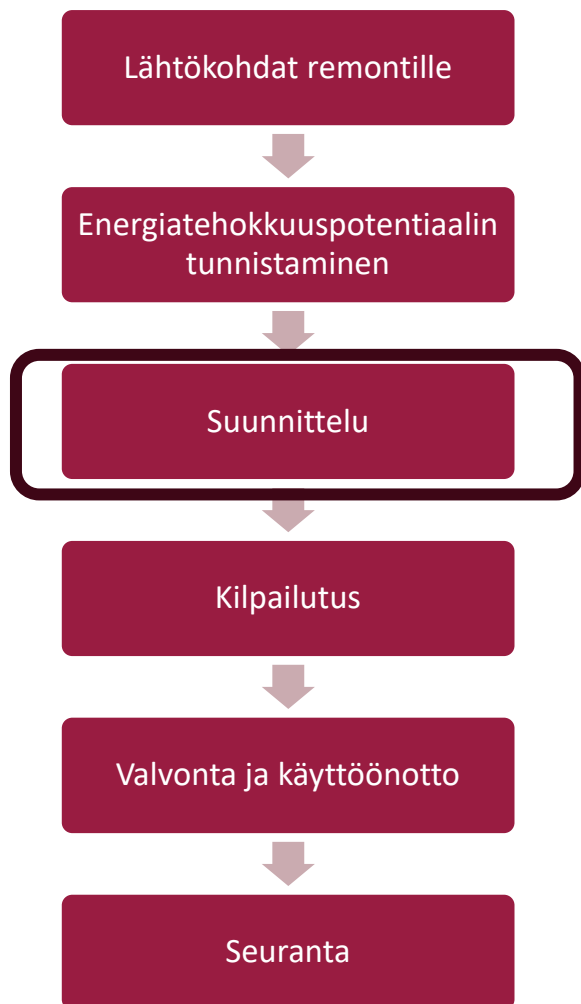 Lähtökohdat remontille
Energiatehokkuuspotentiaalin
tunnistaminen
Suunnittelu
Kilpailutus
Valvonta ja käyttöönotto
Seuranta